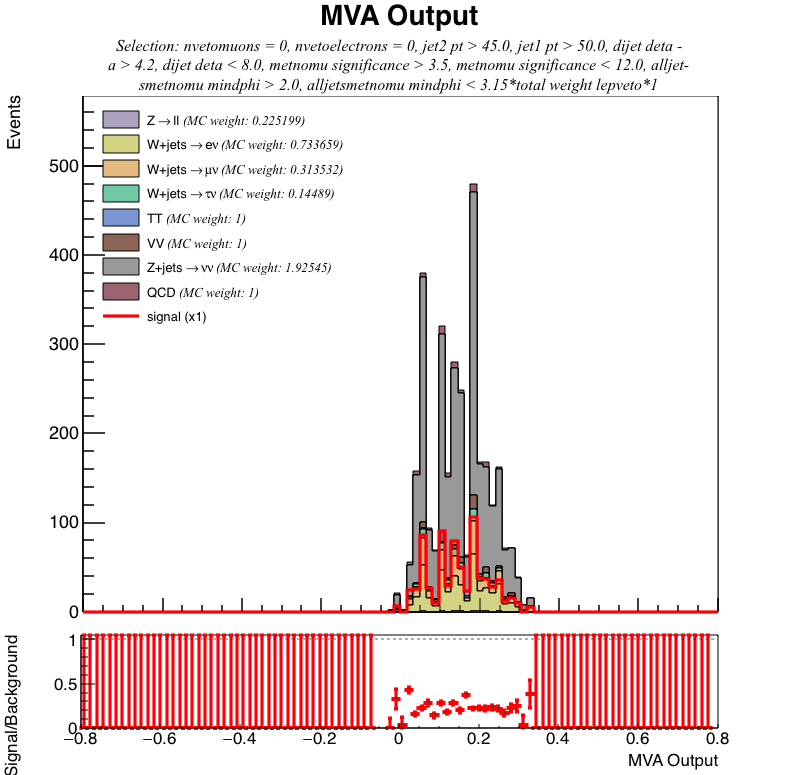 MVA Output
Selection: nvetomuons = 0, nvetoelectrons = 0, jet2 pt > 45.0, jet1 pt > 50.0, dijet deta -
a > 4.2, dijet deta < 8.0, metnomu significance > 3.5, metnomu significance < 12.0, alljet-
smetnomu mindphi > 2.0, alljetsmetnomu mindphi < 3.15*total weight lepveto*1
Events
500
400
300
200
100
0
Z→ll (MC weight: 0.225199)
W+jets→eν (MC weight: 0.733659)
W+jets→μν (MC weight: 0.313532)
W+jets→τν (MC weight: 0.14489)
TT (MC weight: 1)
VV (MC weight: 1)
Z+jets→νν (MC weight: 1.92545)
QCD (MC weight: 1)
signal (x1)
Signal/Background
1
0.5
0
−0.8 −0.6 −0.4 −0.2 0 0.2 0.4 0.6 0.8
MVA Output